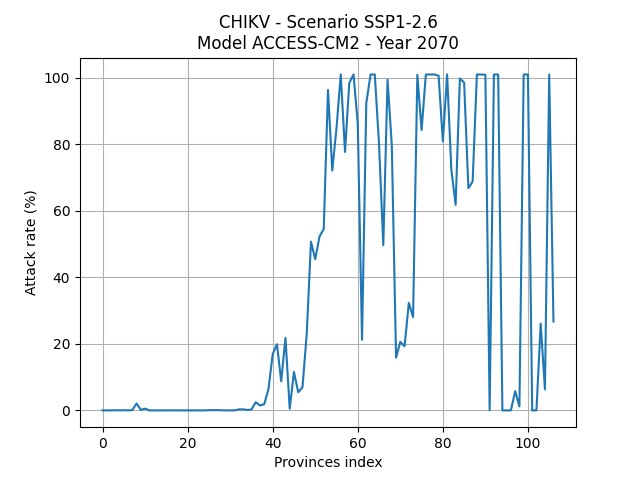 CHIKV - Scenario SSP1-2.6
Model ACCESS-CM2 - Year 2070
100
80
60
40
20
0
Attack rate (%)
0 20 40 60 80 100
Provinces index